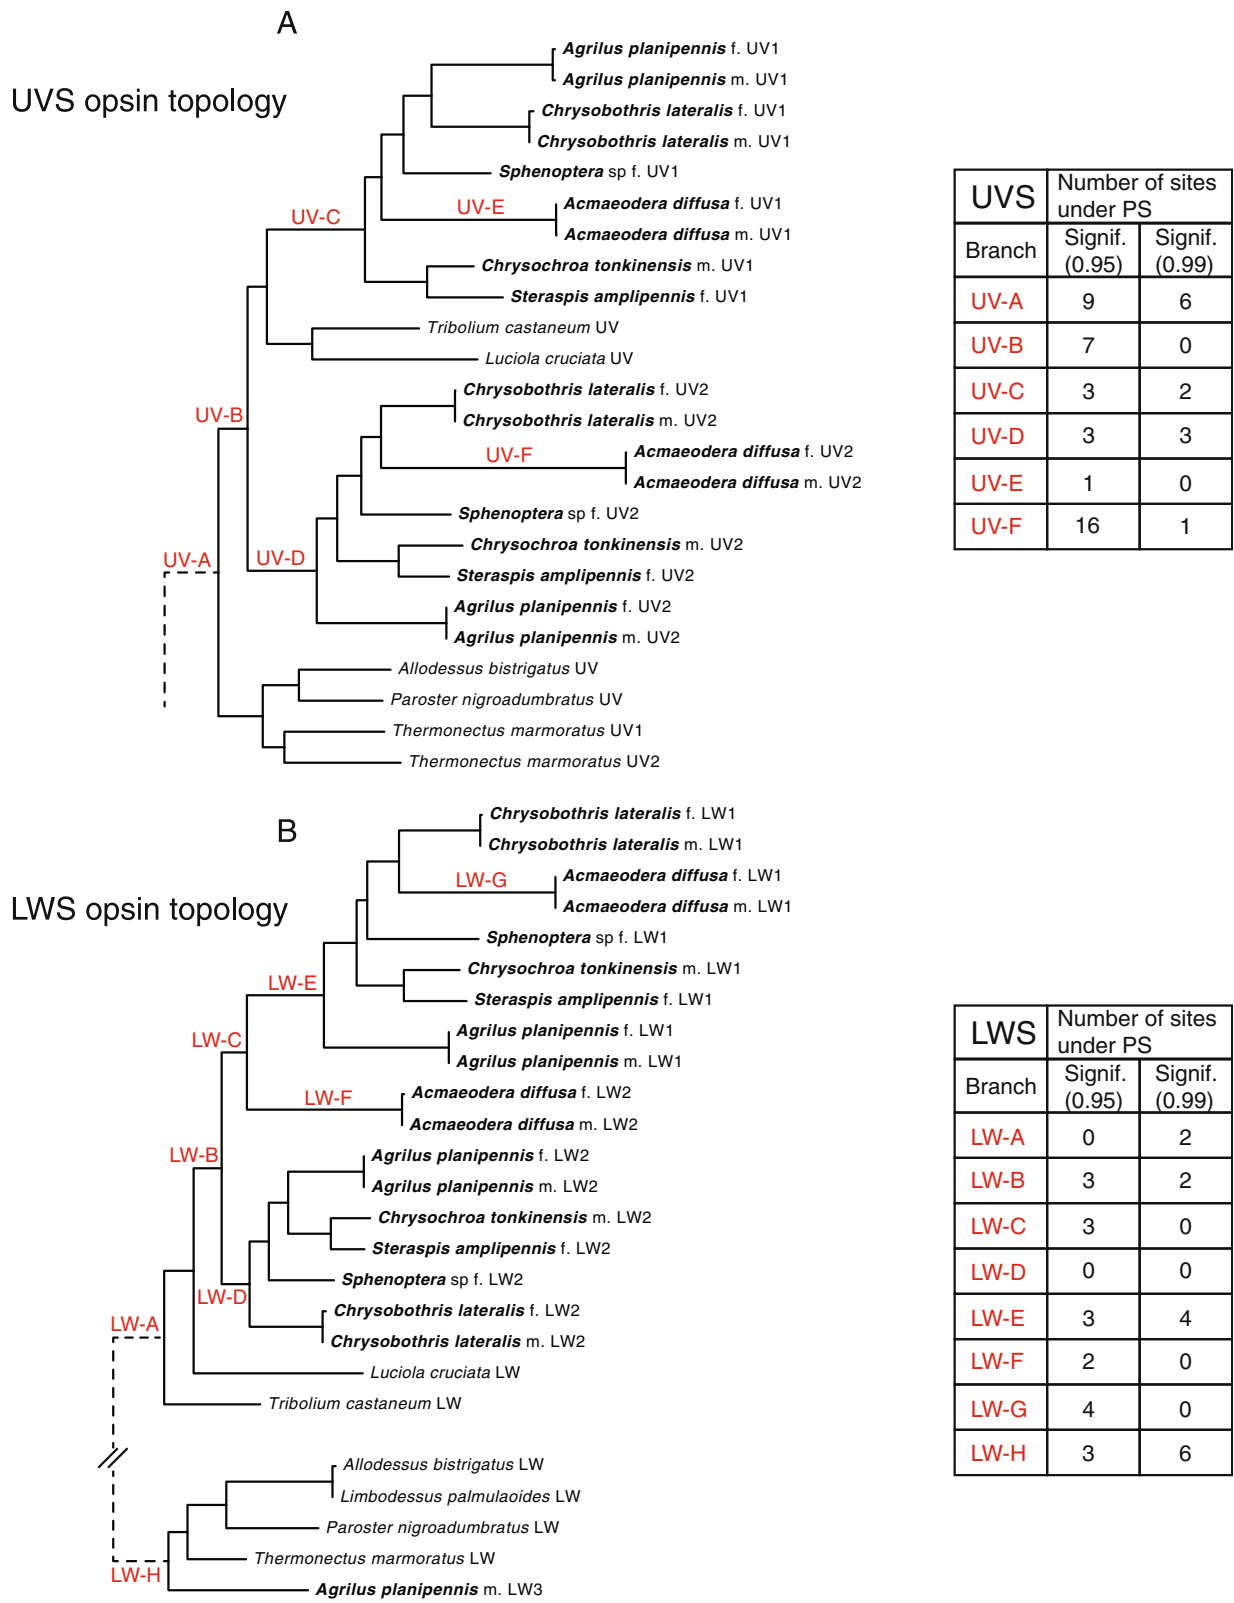 A
UVS opsin topology
Agrilus planipennis f. UV1
Agrilus planipennis m. UV1
Chrysobothris lateralis f. UV1
Chrysobothris lateralis m. UV1
Sphenoptera sp f. UV1
UV-E
Acmaeodera diffusa f. UV1
UV-C
Acmaeodera diffusa m. UV1
Chrysochroa tonkinensis m. UV1
Steraspis amplipennis f. UV1
Tribolium castaneum UV
Luciola cruciata UV
Chrysobothris lateralis f. UV2
UV-B
Chrysobothris lateralis m. UV2
UV-F
Acmaeodera diffusa f. UV2
Acmaeodera diffusa m. UV2
Sphenoptera sp f. UV2
Chrysochroa tonkinensis m. UV2
UV-A
UV-D
Steraspis amplipennis f. UV2
Agrilus planipennis f. UV2
Agrilus planipennis m. UV2
Allodessus bistrigatus UV
Paroster nigroadumbratus UV
Thermonectus marmoratus UV1
Thermonectus marmoratus UV2
UVS
Number of sites under PS
Branch
Signif. (0.95)
Signif. (0.99)
UV-A 9 6
UV-B 7 0
UV-C 3 2
UV-D 3 3
UV-E 1 0
UV-F 16 1
B
LWS opsin topology
Chrysobothris lateralis f. LW1
Chrysobothris lateralis m. LW1
LW-G
Acmaeodera diffusa f. LW1
Acmaeodera diffusa m. LW1
Sphenoptera sp f. LW1
Chrysochroa tonkinensis m. LW1
LW-E
Steraspis amplipennis f. LW1
Agrilus planipennis f. LW1
LW-C
Agrilus planipennis m. LW1
LW-F
Acmaeodera diffusa f. LW2
Acmaeodera diffusa m. LW2
LW-B
Agrilus planipennis f. LW2
Agrilus planipennis m. LW2
Chrysochroa tonkinensis m. LW2
Steraspis amplipennis f. LW2
Sphenoptera sp f. LW2
LW-D
Chrysobothris lateralis f. LW2
LW-A
Chrysobothris lateralis m. LW2
Luciola cruciata LW
Tribolium castaneum LW
Allodessus bistrigatus LW
Limbodessus palmulaoides LW
Paroster nigroadumbratus LW
Thermonectus marmoratus LW
LW-H
Agrilus planipennis m. LW3
LWS
Number of sites under PS
Branch
Signif. (0.95)
Signif. (0.99)
LW-A 0 2
LW-B 3 2
LW-C 3 0
LW-D 0 0
LW-E 3 4
LW-F 2 0
LW-G 4 0
LW-H 3 6